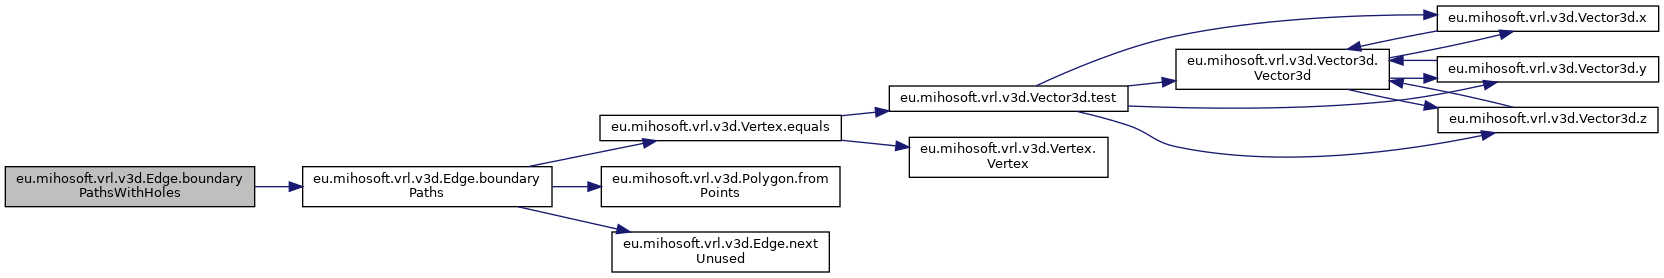 eu.mihosoft.vrl.v3d.Edge.boundary
PathsWithHoles
eu.mihosoft.vrl.v3d.Edge.boundary
Paths
eu.mihosoft.vrl.v3d.Vertex.equals
eu.mihosoft.vrl.v3d.Polygon.from
Points
eu.mihosoft.vrl.v3d.Edge.next
Unused
eu.mihosoft.vrl.v3d.Vector3d.test
eu.mihosoft.vrl.v3d.Vertex.
Vertex
eu.mihosoft.vrl.v3d.Vector3d.
Vector3d
eu.mihosoft.vrl.v3d.Vector3d.x
eu.mihosoft.vrl.v3d.Vector3d.y
eu.mihosoft.vrl.v3d.Vector3d.z